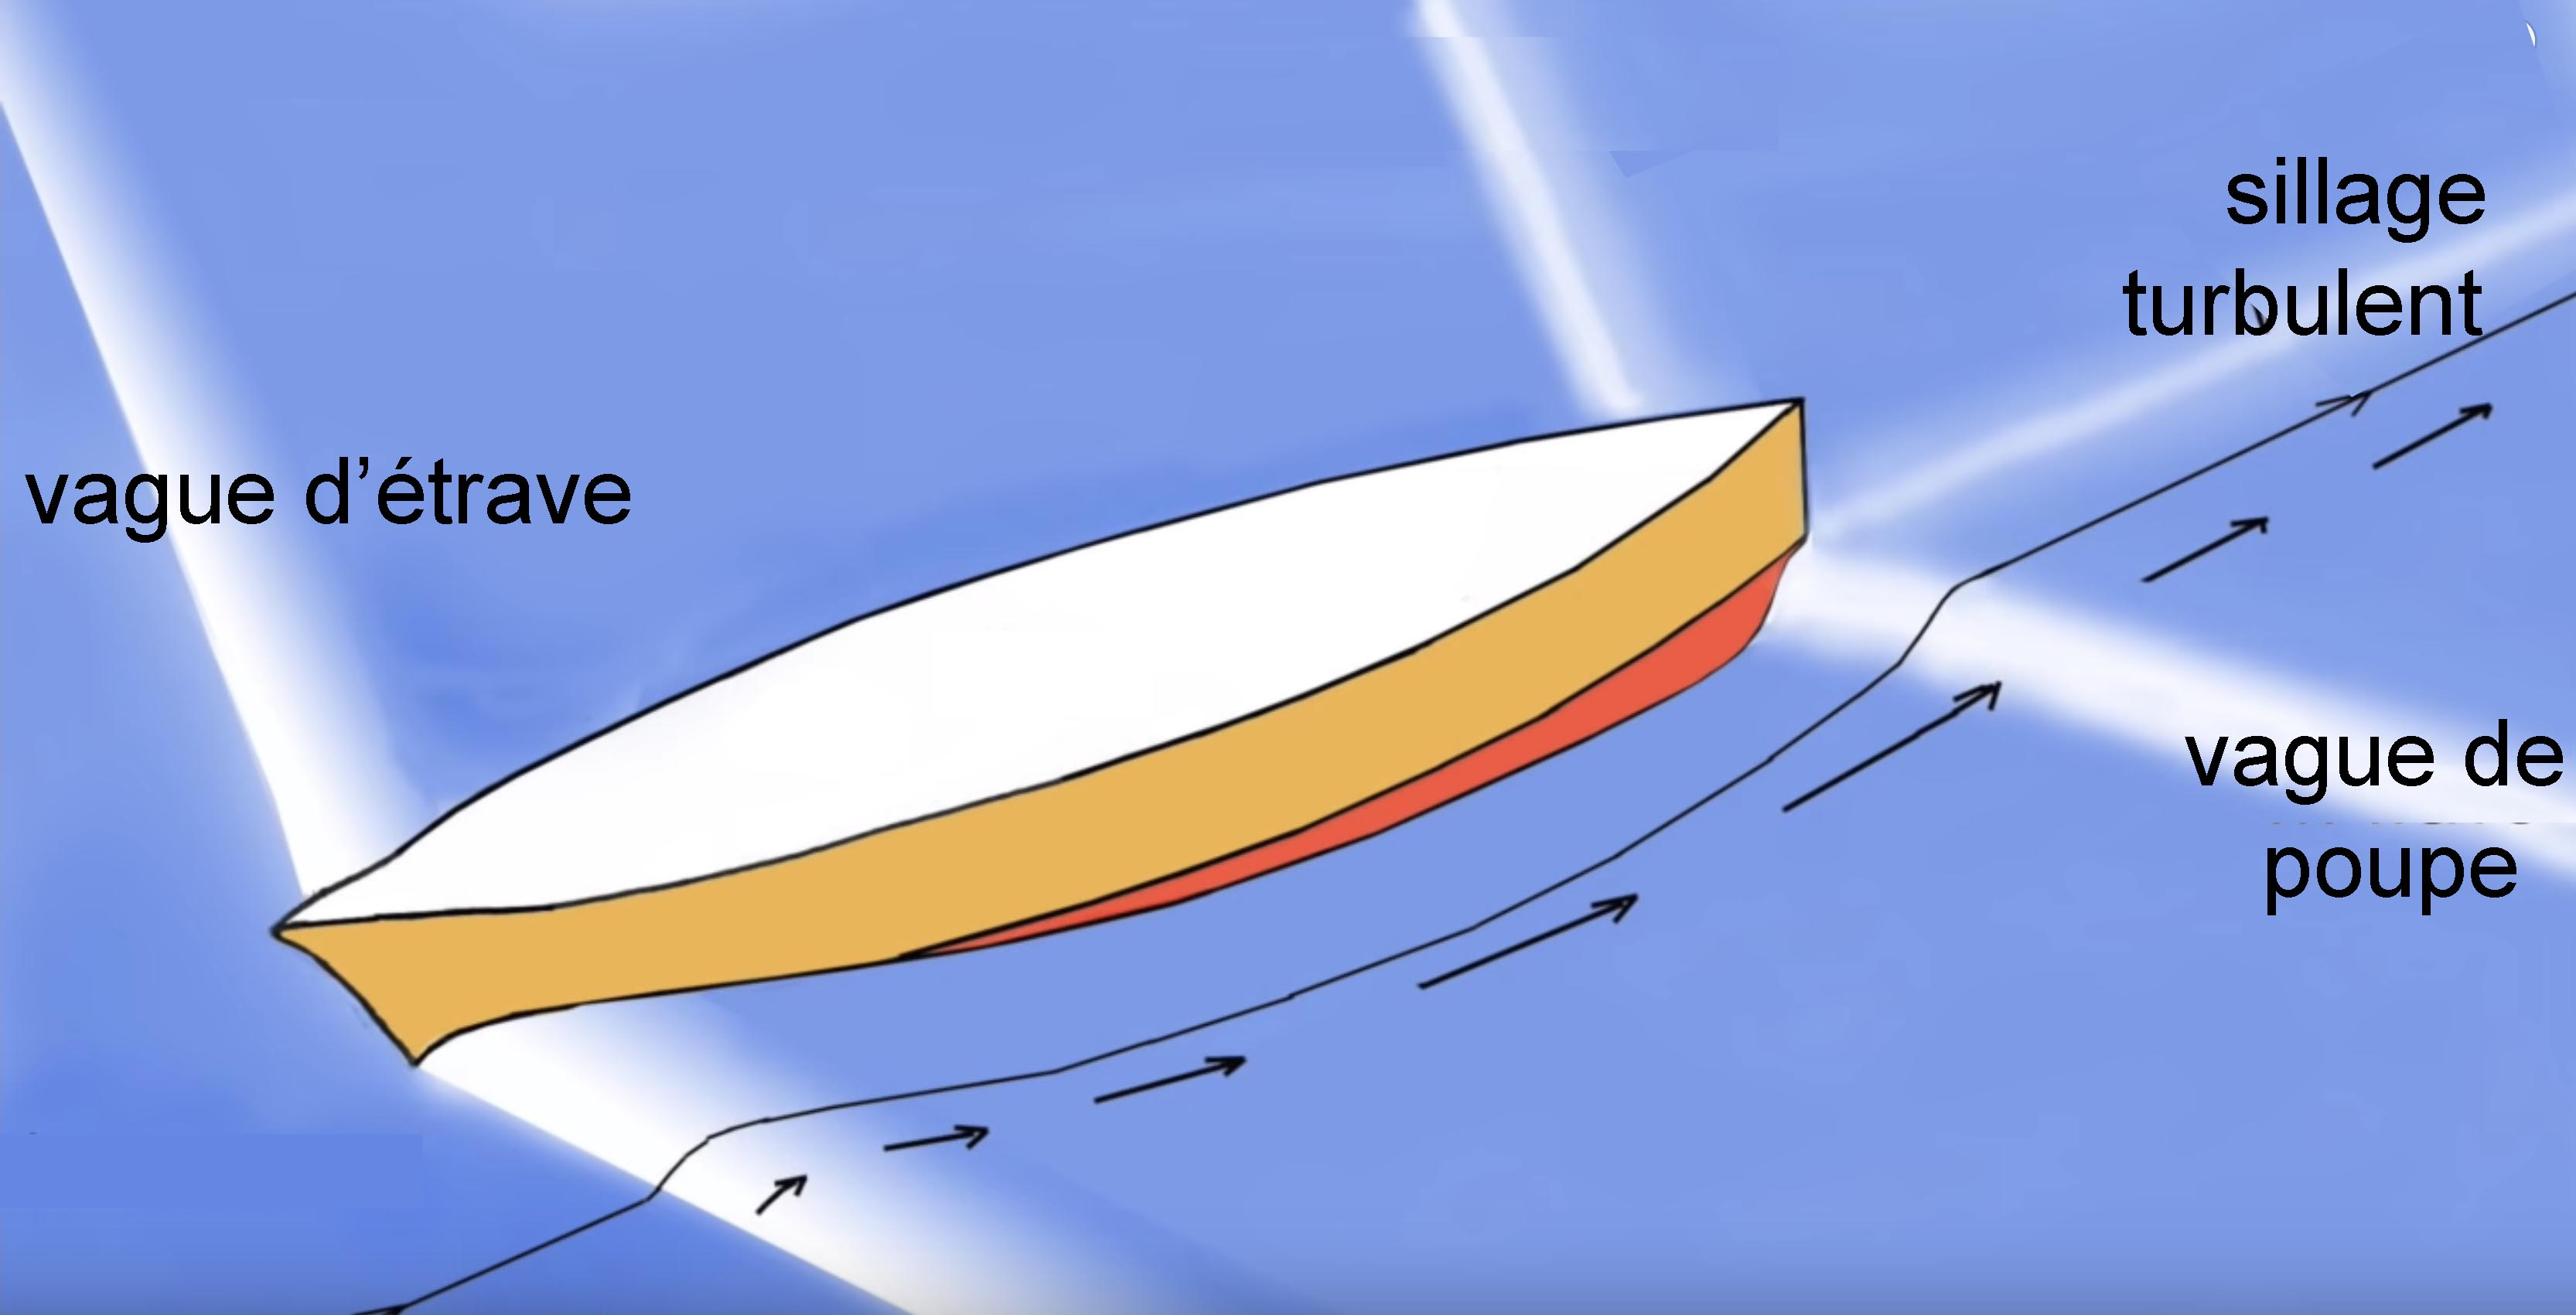 sillage
turbulent
vague d’étrave
vague de
poupe